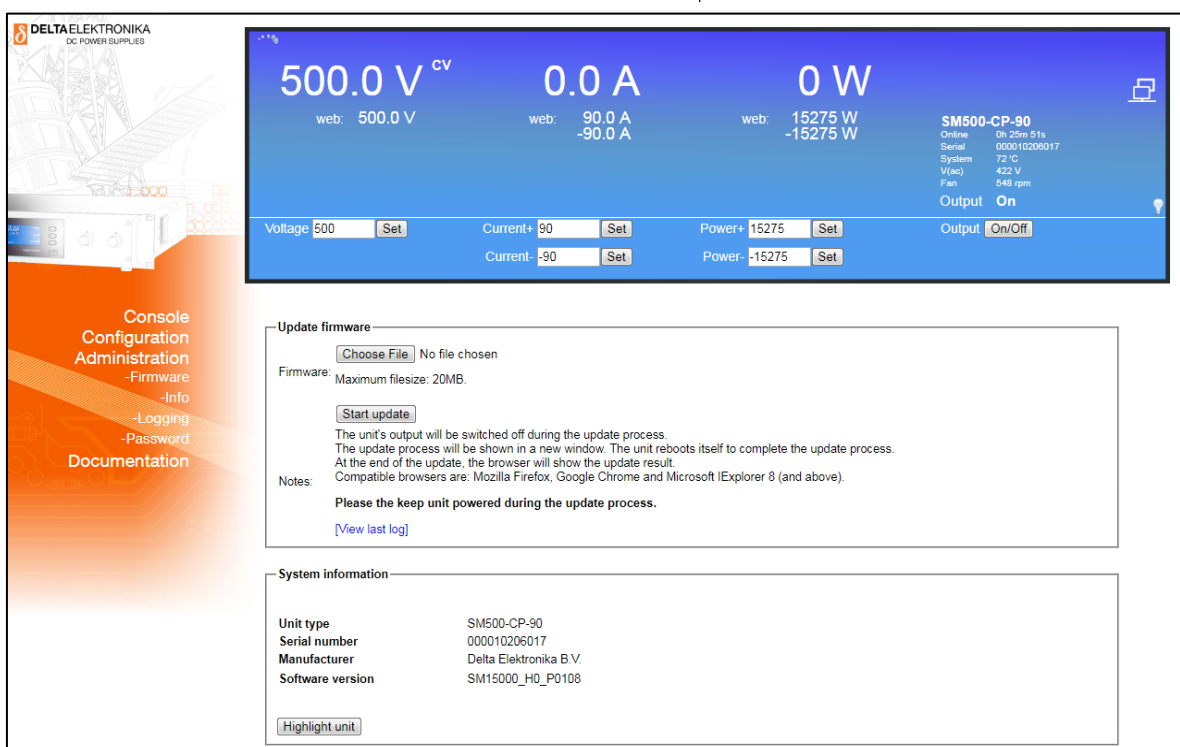 DELTAELEKTRONIKA
DC POWER SUPPLIES
500.0 V CV
0.0 A
0 W
web: 500.0 V
web: 90.0 A
-90.0 A
web: 15275 W
-15275 W
SM500-CP-90
Online 0h 25m 51s
Serial 000010206017
System 72 °C
V(ac) 422 V
Fan 548 rpm
Output On
Voltage 500 Set
Current+ 90 Set
Power+ 15275 Set
Output On/Off
Current- -90 Set
Power- -15275 Set
Console
Configuration
Administration
-Firmware
-Info
-Logging
-Password
Documentation
Update firmware
Firmware:
Choose File No file chosen
Maximum filesize: 20MB.
Start update
Notes:
The unit's output will be switched off during the update process.
The update process will be shown in a new window. The unit reboots itself to complete the update process.
At the end of the update, the browser will show the update result.
Compatible browsers are: Mozilla Firefox, Google Chrome and Microsoft IExplorer 8 (and above).
Please the keep unit powered during the update process.
[View last log]
System information
Unit type SM500-CP-90
Serial number 000010206017
Manufacturer Delta Elektronika B.V.
Software version SM15000_H0_P0108
Highlight unit